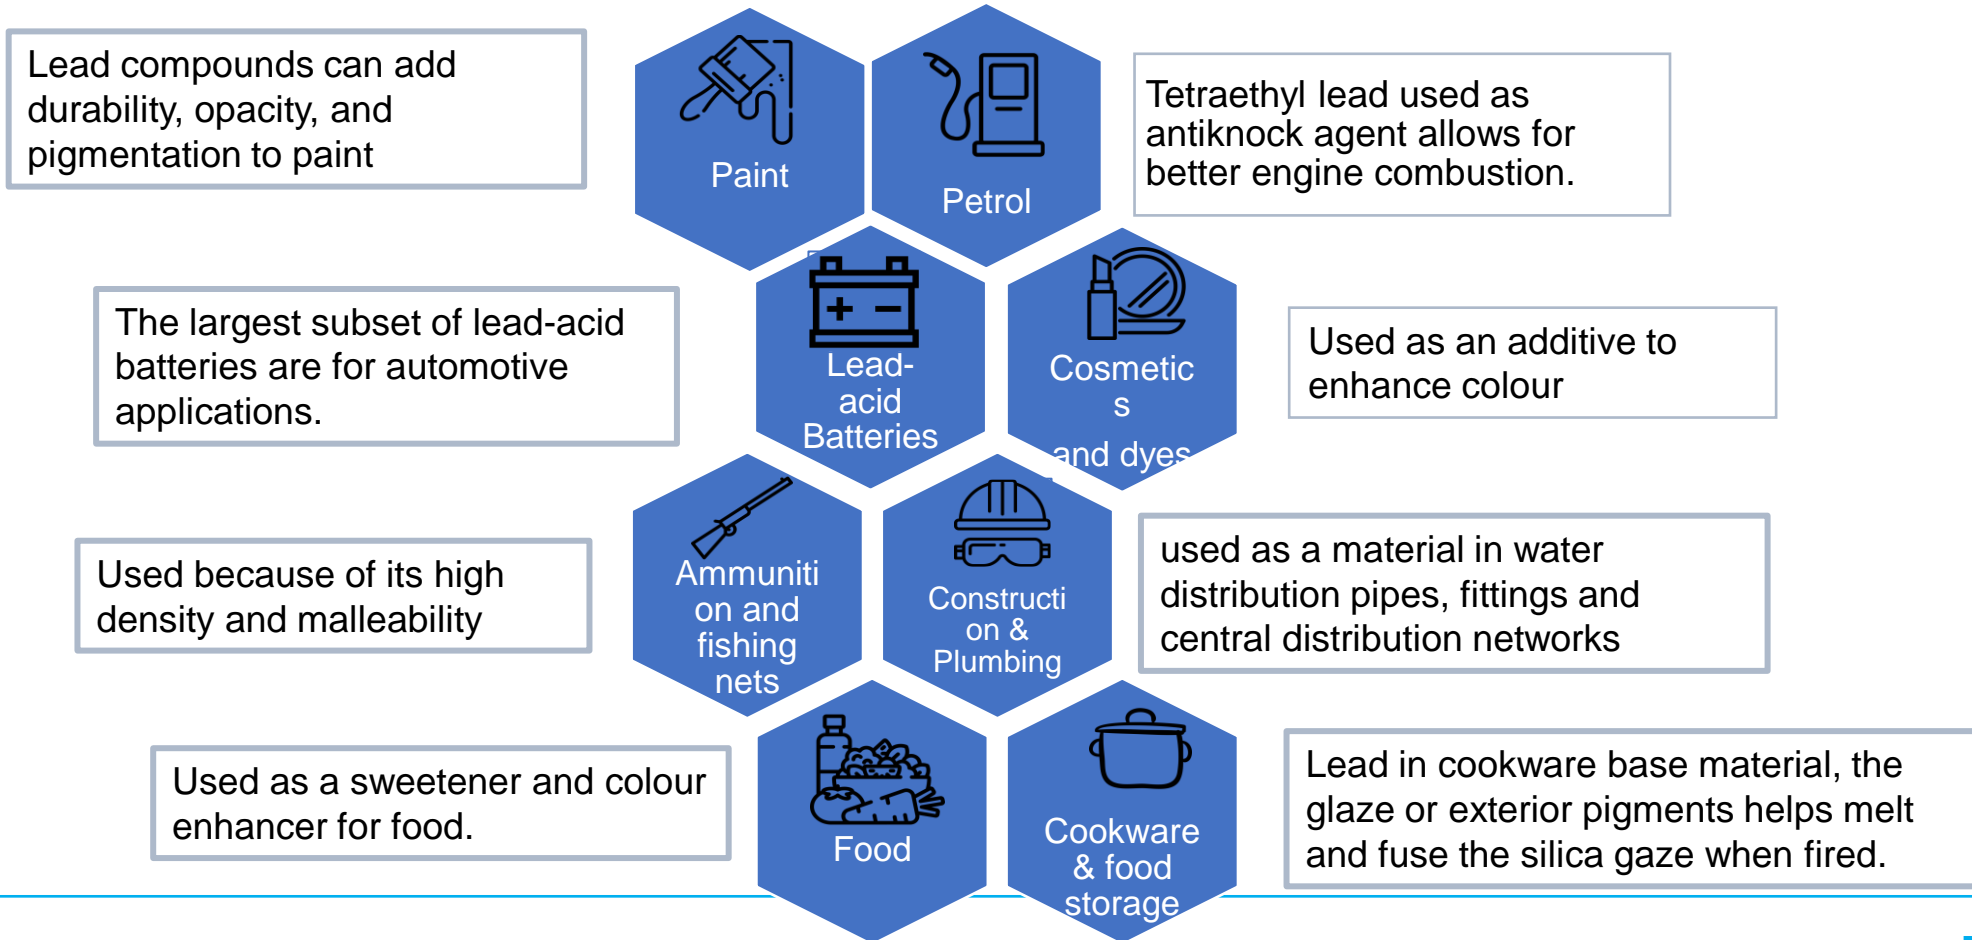 Lead compounds can add
durability, opacity, and
pigmentation to paint
Paint
Petrol
Tetraethyl lead used as
antiknock agent allows for
better engine combustion.
The largest subset of lead-acid
batteries are for automotive
applications.
Lead-
acid
Batteries
Cosmetic
s
and dyes
Used as an additive to
enhance colour
Used because of its high
density and malleability
Ammuniti
on and
fishing
nets
Constructi
on &
Plumbing
used as a material in water
distribution pipes, fittings and
central distribution networks
Used as a sweetener and colour
enhancer for food.
Food
Cookware
& food
storage
Lead in cookware base material, the
glaze or exterior pigments helps melt
and fuse the silica gaze when fired.